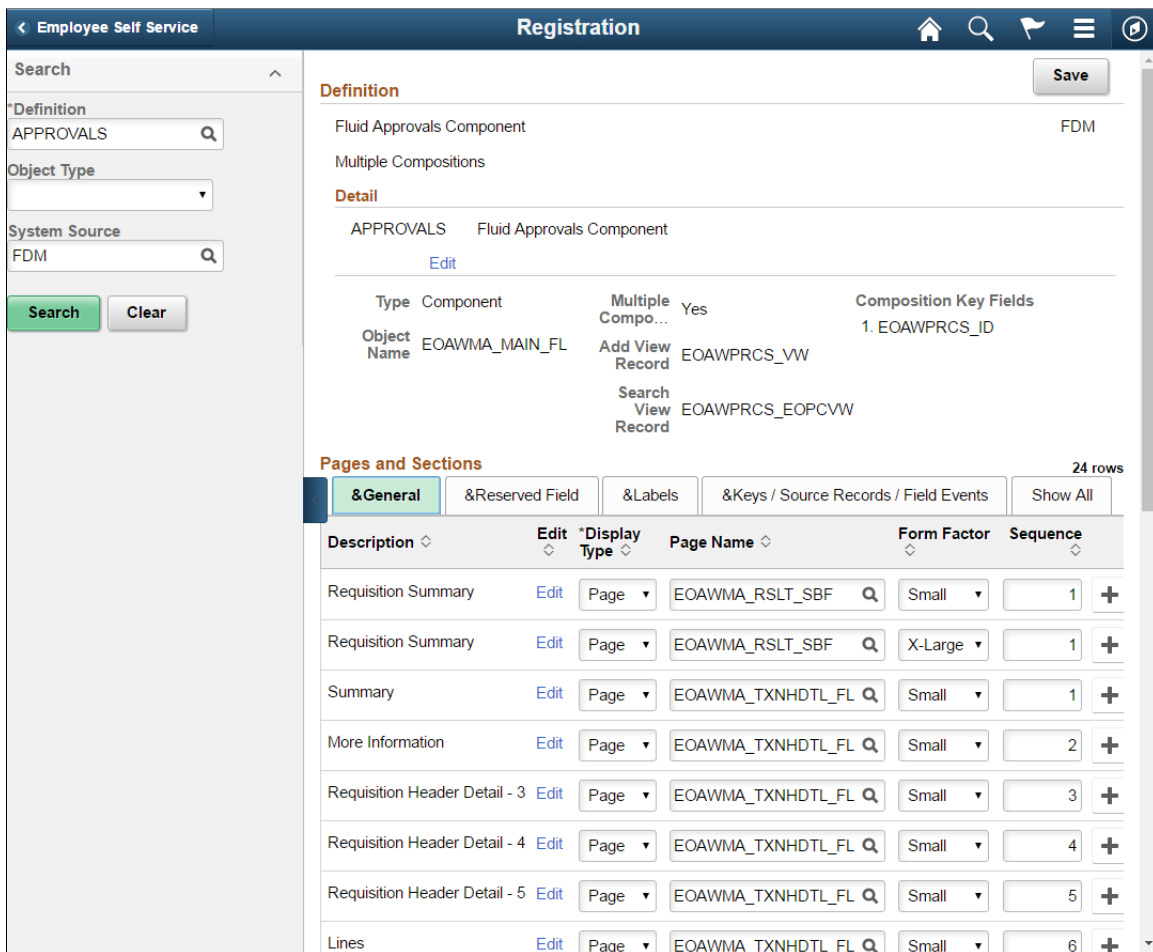 Employee Self Service
Registration
Search
*Definition
APPROVALS
Object Type
System Source
FDM
Search
Clear
Save
Definition
Fluid Approvals Component
FDM
Multiple Compositions
Detail
APPROVALS Fluid Approvals Component
Edit
Type Component
Object Name EOAWMA_MAIN_FL
Multiple Compo... Yes
Add View Record EOAWPRCS_VW
Search View Record EOAWPRCS_EOPCVW
Composition Key Fields
1. EOAWPRCS_ID
Pages and Sections
24 rows
&General &Reserved Field &Labels &Keys / Source Records / Field Events Show All
Description Edit *Display Type Page Name Form Factor Sequence
Requisition Summary Edit Page EOAWMA_RSLT_SBF Small 1
Requisition Summary Edit Page EOAWMA_RSLT_SBF X-Large 1
Summary Edit Page EOAWMA_TXNHDTL_FL Small 1
More Information Edit Page EOAWMA_TXNHDTL_FL Small 2
Requisition Header Detail - 3 Edit Page EOAWMA_TXNHDTL_FL Small 3
Requisition Header Detail - 4 Edit Page EOAWMA_TXNHDTL_FL Small 4
Requisition Header Detail - 5 Edit Page EOAWMA_TXNHDTL_FL Small 5
Lines Edit Page EOAWMA_TXNHDTL_FL Small 6